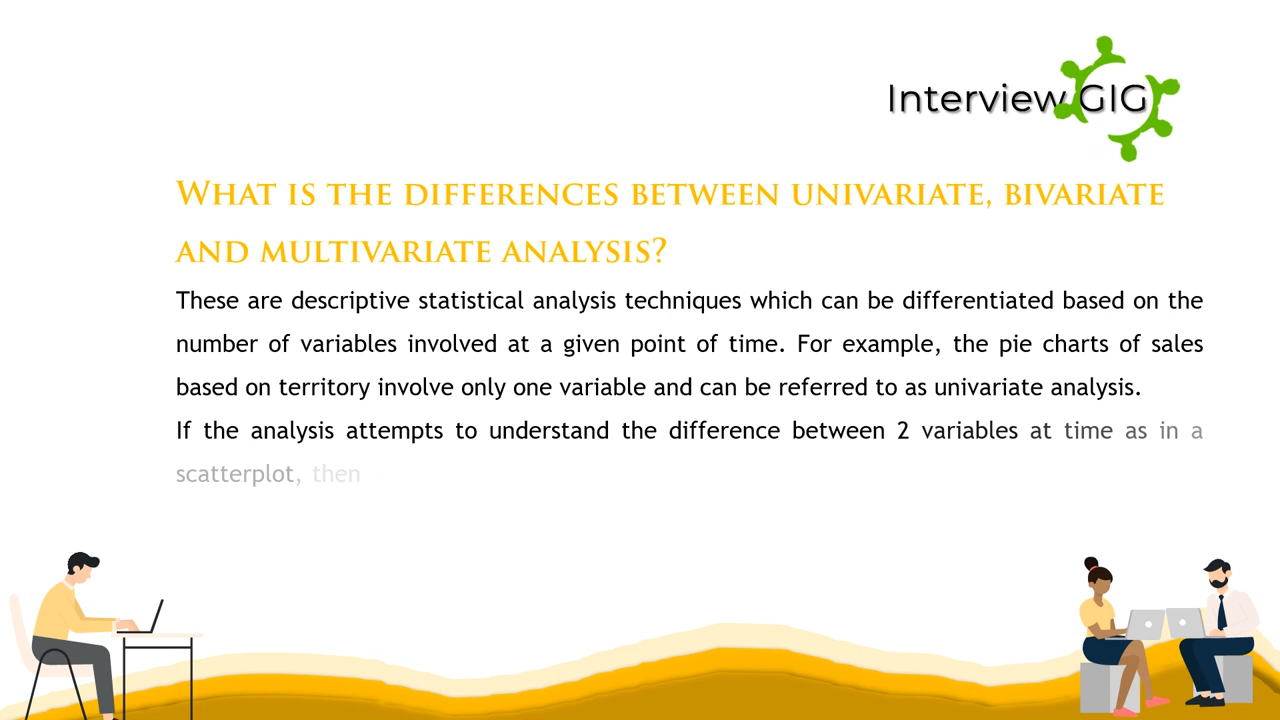 Interview GIG
What is the differences between univariate, bivariate
and multivariate analysis?
These are descriptive statistical analysis techniques which can be differentiated based on the
number of variables involved at a given point of time. For example, the pie charts of sales
based on territory involve only one variable and can be referred to as univariate analysis.
If the analysis attempts to understand the difference between 2 variables at time as in a
scatterplot, then